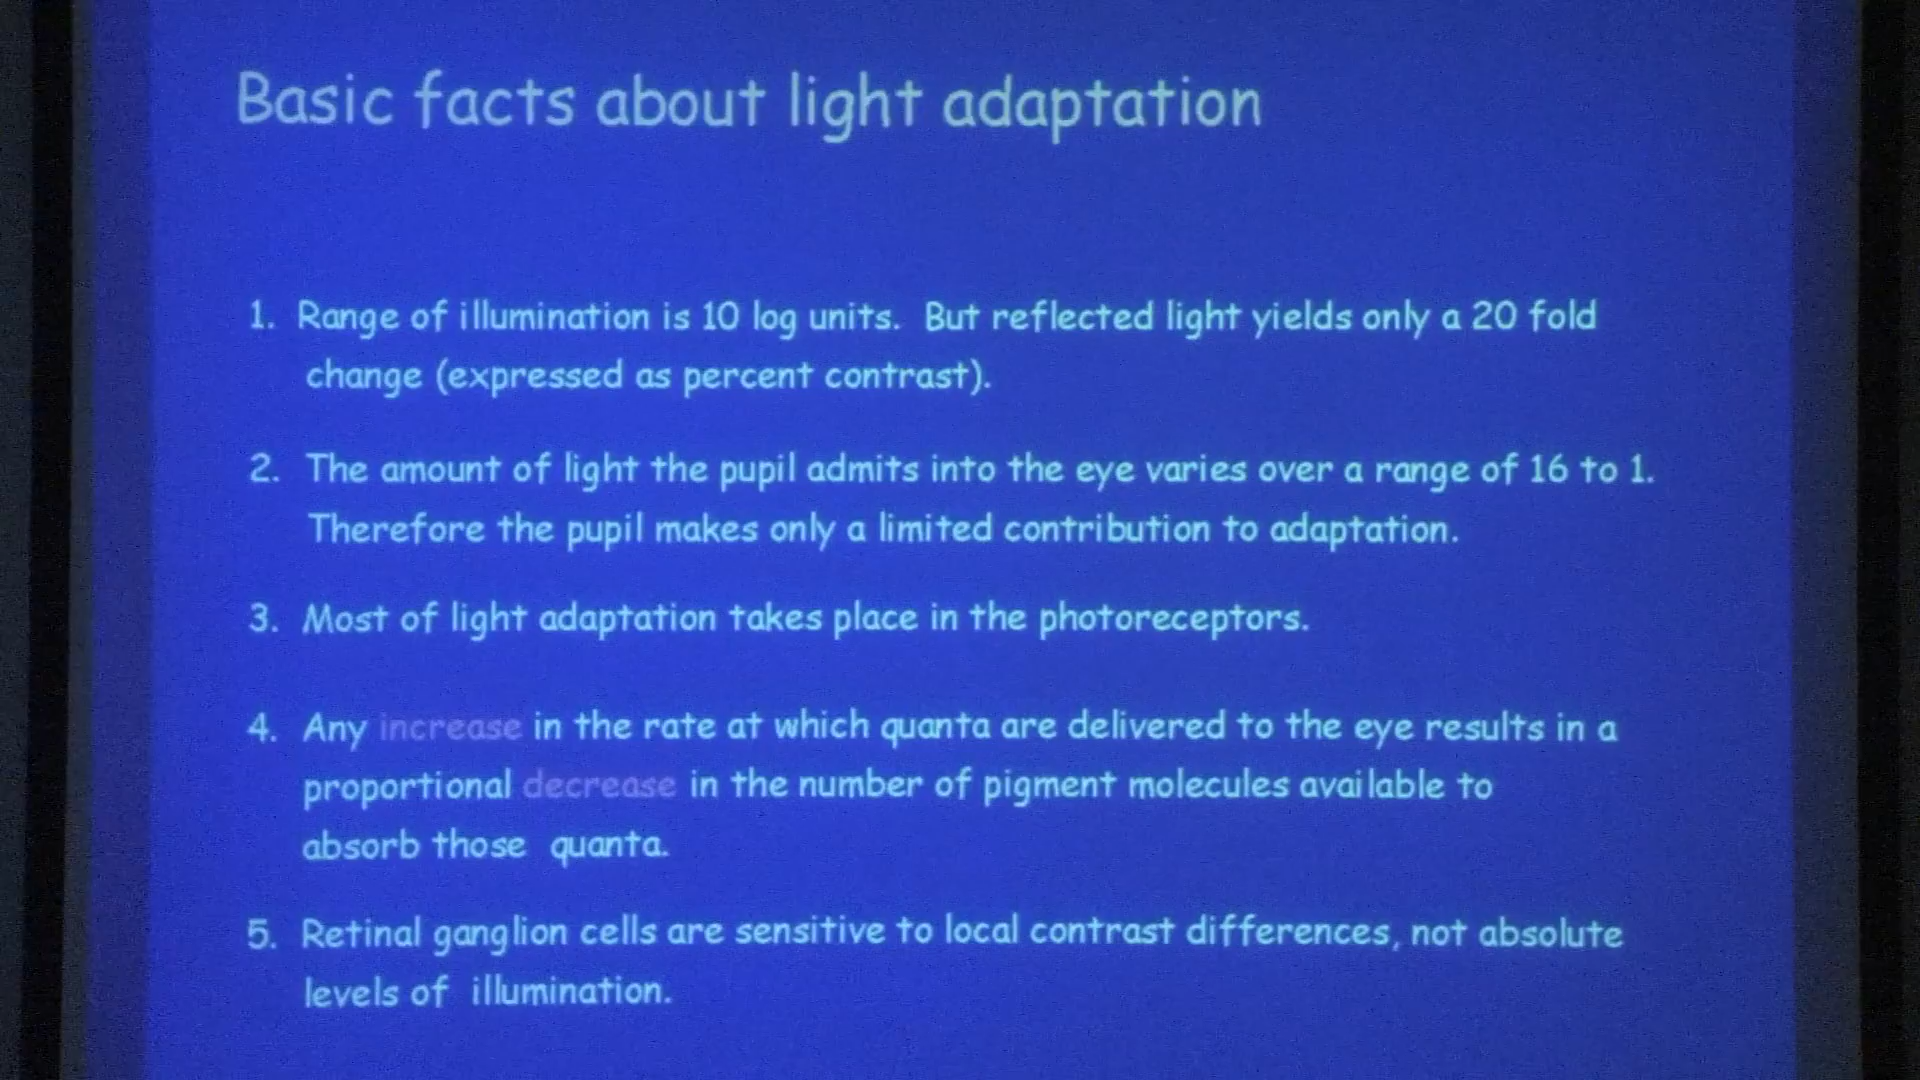 Basic facts about light adaptation
1. Range of illumination is 10 log units. But reflected light yields only a 20 fold
change (expressed as percent contrast).
2. The amount of light the pupil admits into the eye varies over a range of 16 to 1.
Therefore the pupil makes only a limited contribution to adaptation.
3. Most of light adaptation takes place in the photoreceptors.
4. Any increase in the rate at which quanta are delivered to the eye results in a
proportional decrease in the number of pigment molecules available to
absorb those quanta.
5. Retinal ganglion cells are sensitive to local contrast differences, not absolute
levels of illumination.